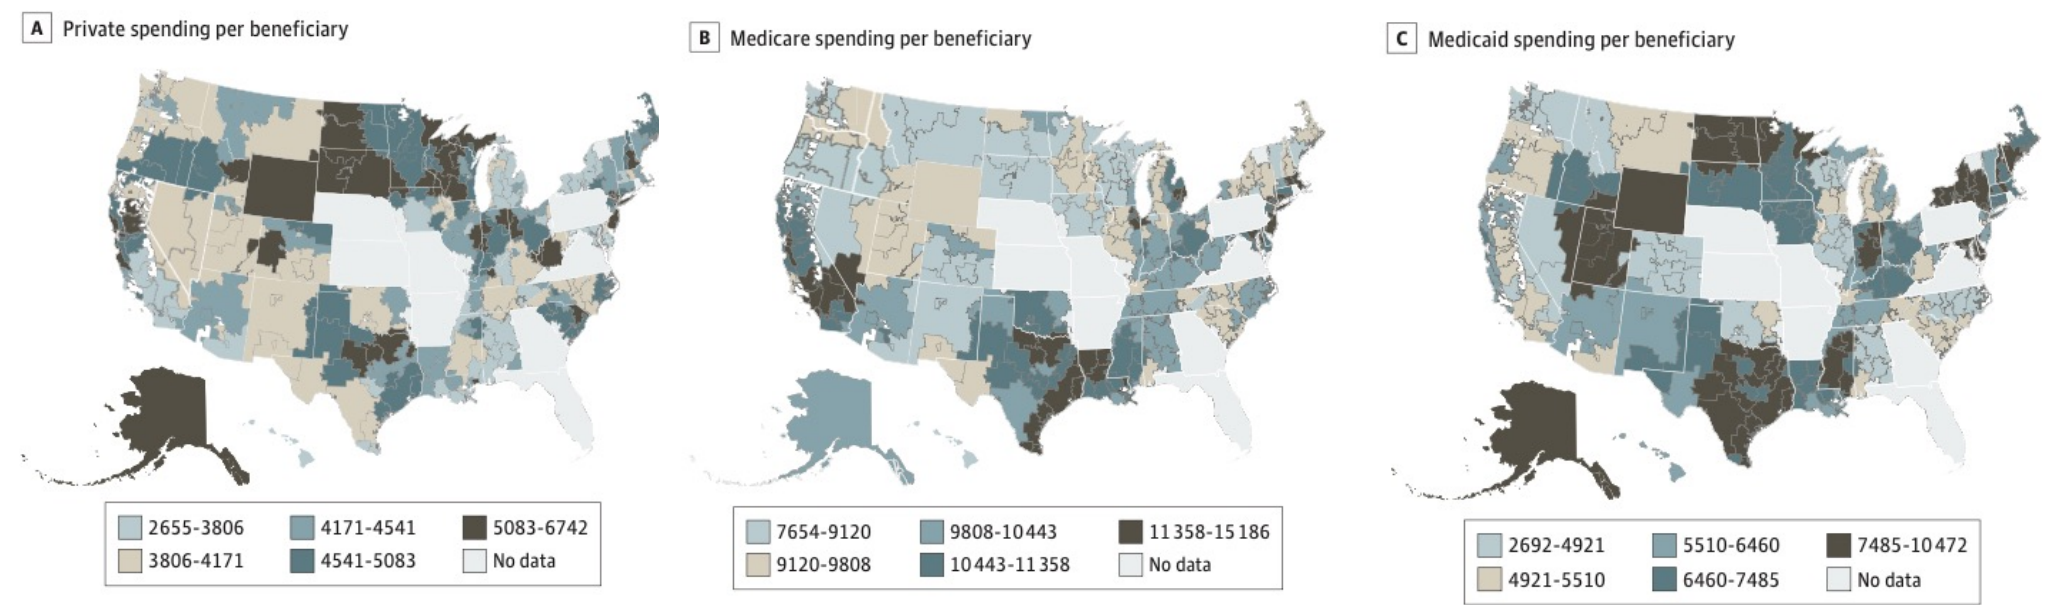 A Private spending per beneficiary
B Medicare spending per beneficiary
C Medicaid spending per beneficiary
2655-3806 4171-4541 5083-6742
3806-4171 4541-5083 No data
7654-9120 9808-10 443 11 358-15 186
9120-9808 10 443-11 358 No data
2692-4921 5510-6460 7485-10 472
4921-5510 6460-7485 No data